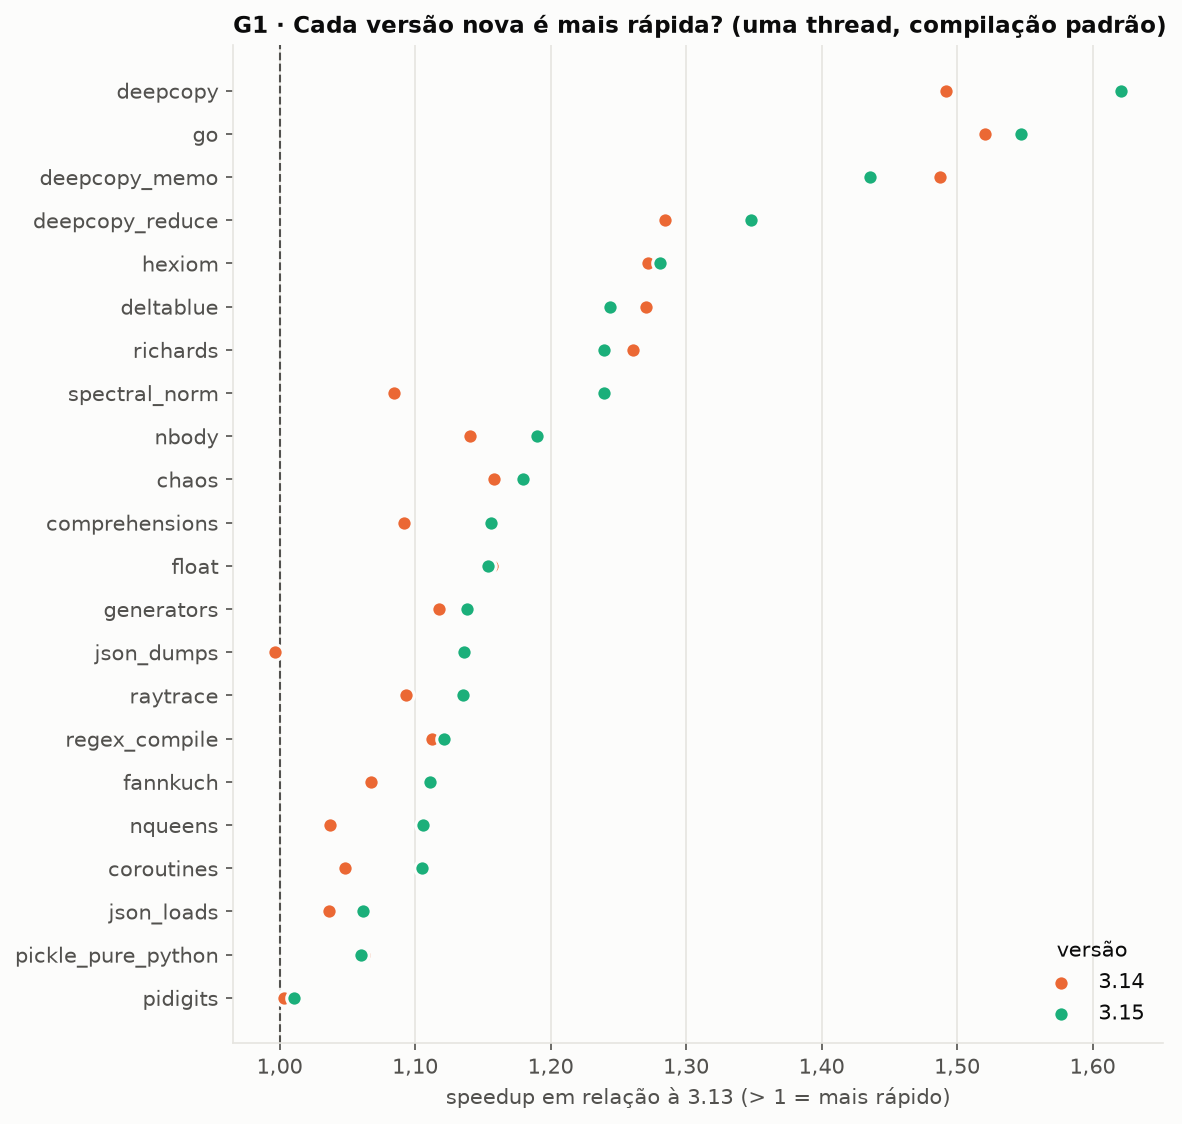 G1 · Cada versão nova é mais rápida? (uma thread, compilação padrão)
deepcopy
go
deepcopy_memo
deepcopy_reduce
hexiom
deltablue
richards
spectral_norm
nbody
chaos
comprehensions
float
generators
json_dumps
raytrace
regex_compile
fannkuch
nqueens
coroutines
json_loads
pickle_pure_python
pidigits
versão
3.14
3.15
1,00 1,10 1,20 1,30 1,40 1,50 1,60
speedup em relação à 3.13 (> 1 = mais rápido)